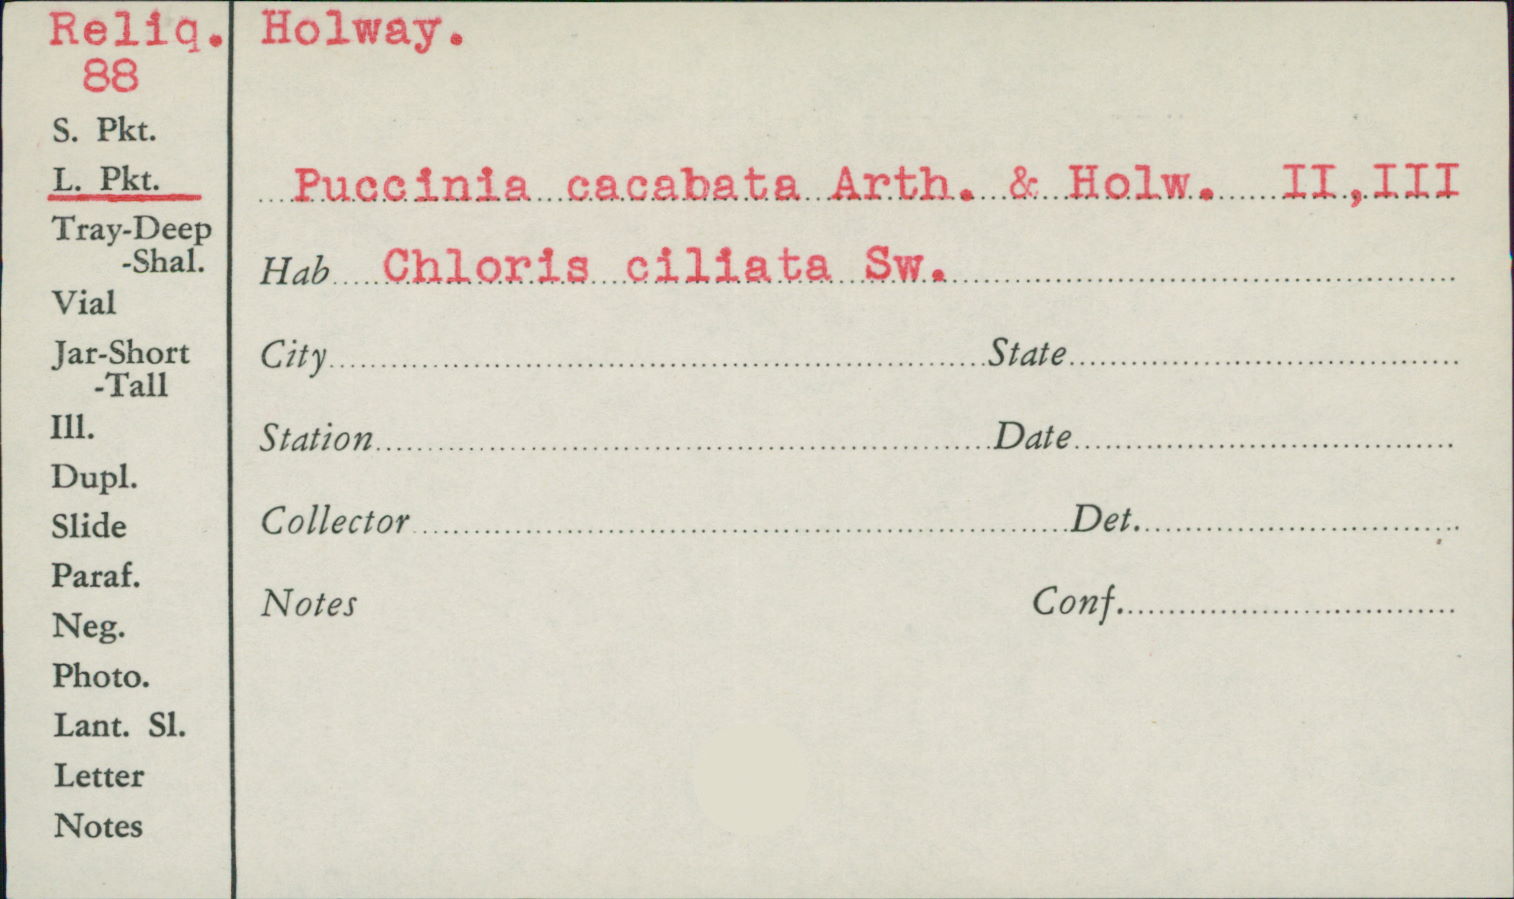 Reliq. Holway.
88
S. Pkt.
L. Pkt.
Puccinia cacabata Arth. & Holw. II,III
Tray-Deep
-Shal.
Hab Chloris ciliata Sw.
Vial
Jar-Short
-Tall
City State
Ill.
Station Date
Dupl.
Slide
Collector Det.
Paraf.
Notes Conf.
Neg.
Photo.
Lant. Sl.
Letter
Notes